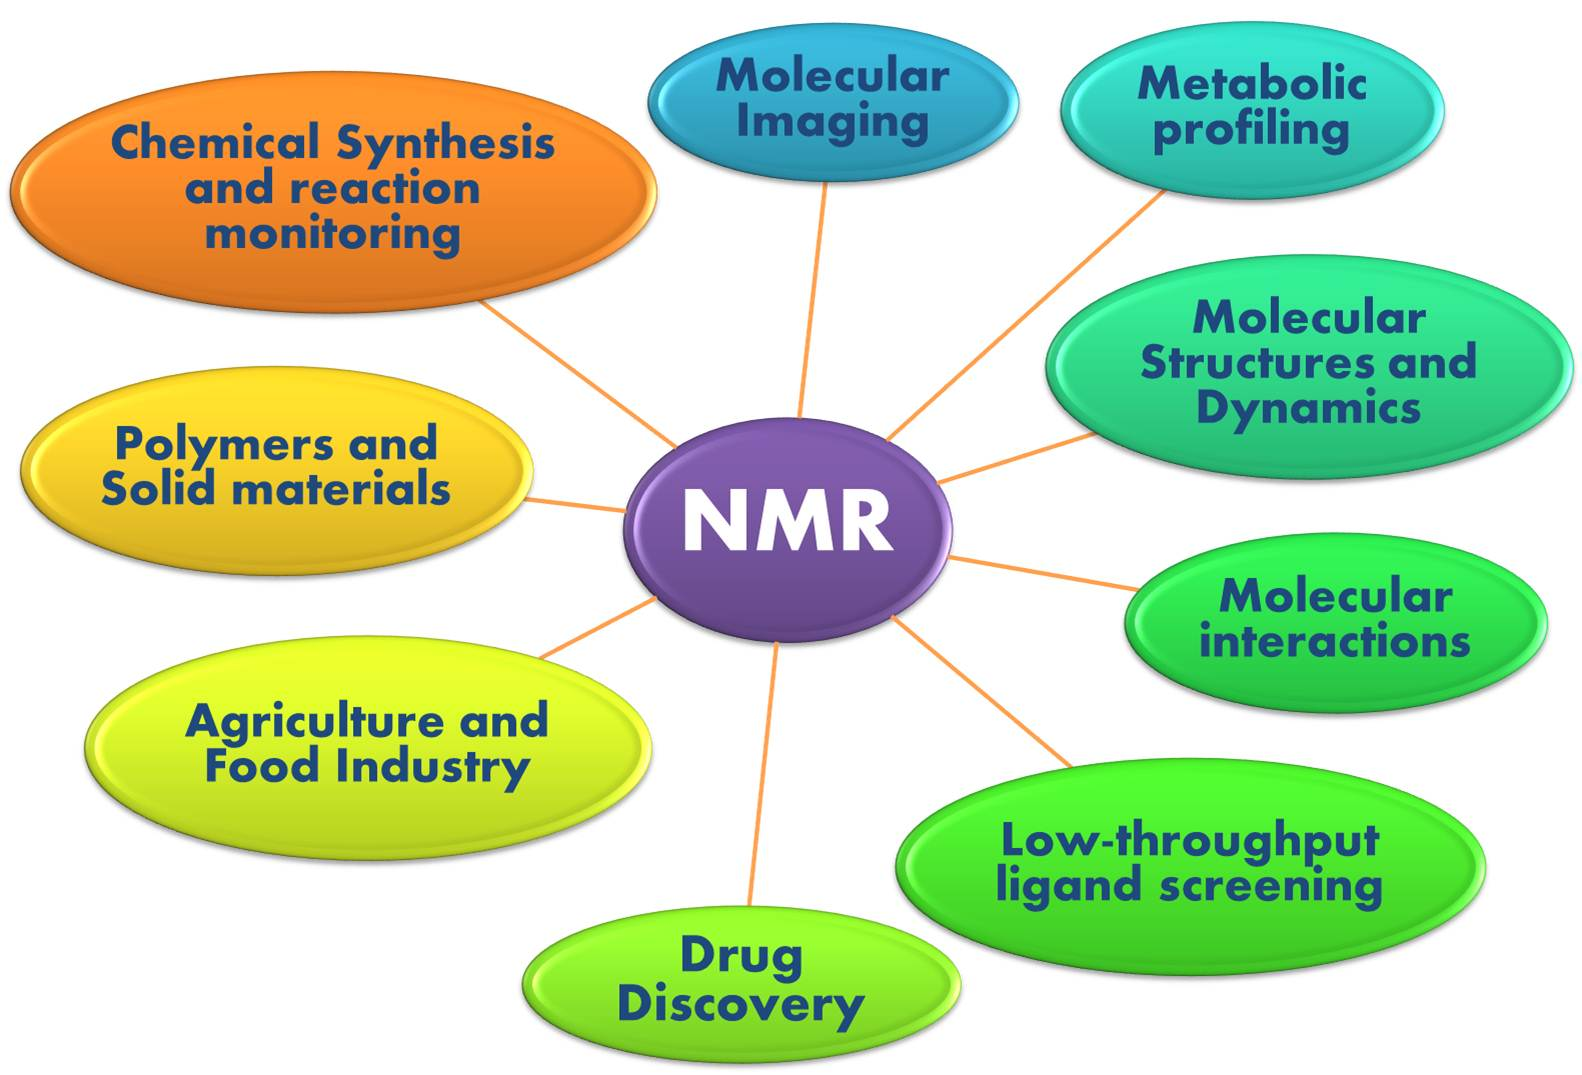 Molecular
Imaging
Metabolic
profiling
Chemical Synthesis
and reaction
monitoring
Molecular
Structures and
Dynamics
Polymers and
Solid materials
NMR
Molecular
interactions
Agriculture and
Food Industry
Low-throughput
ligand screening
Drug
Discovery